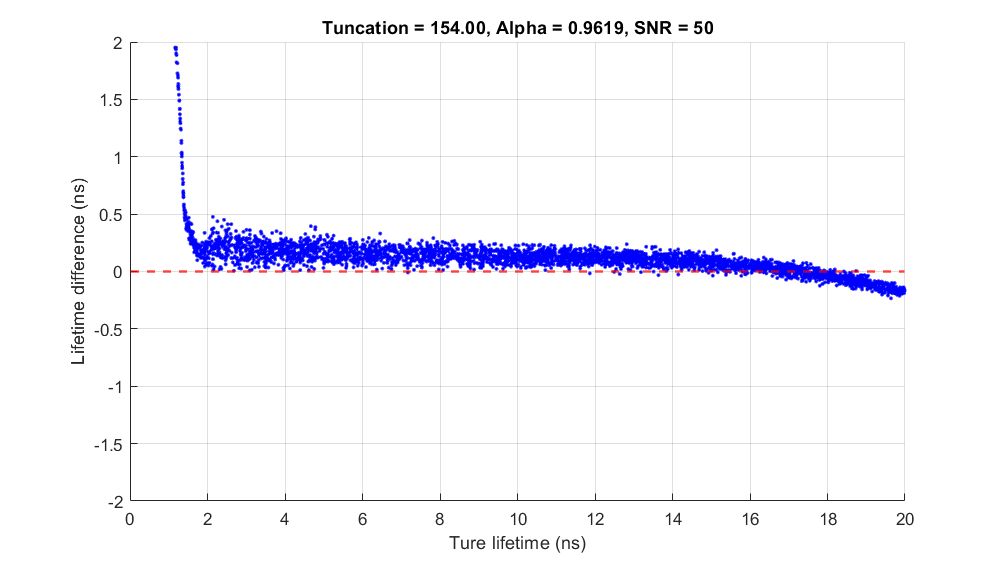 Tuncation = 154.00, Alpha = 0.9619, SNR = 50
2
1.5
1
0.5
0
-0.5
-1
-1.5
-2
Lifetime difference (ns)
0 2 4 6 8 10 12 14 16 18 20
Ture lifetime (ns)